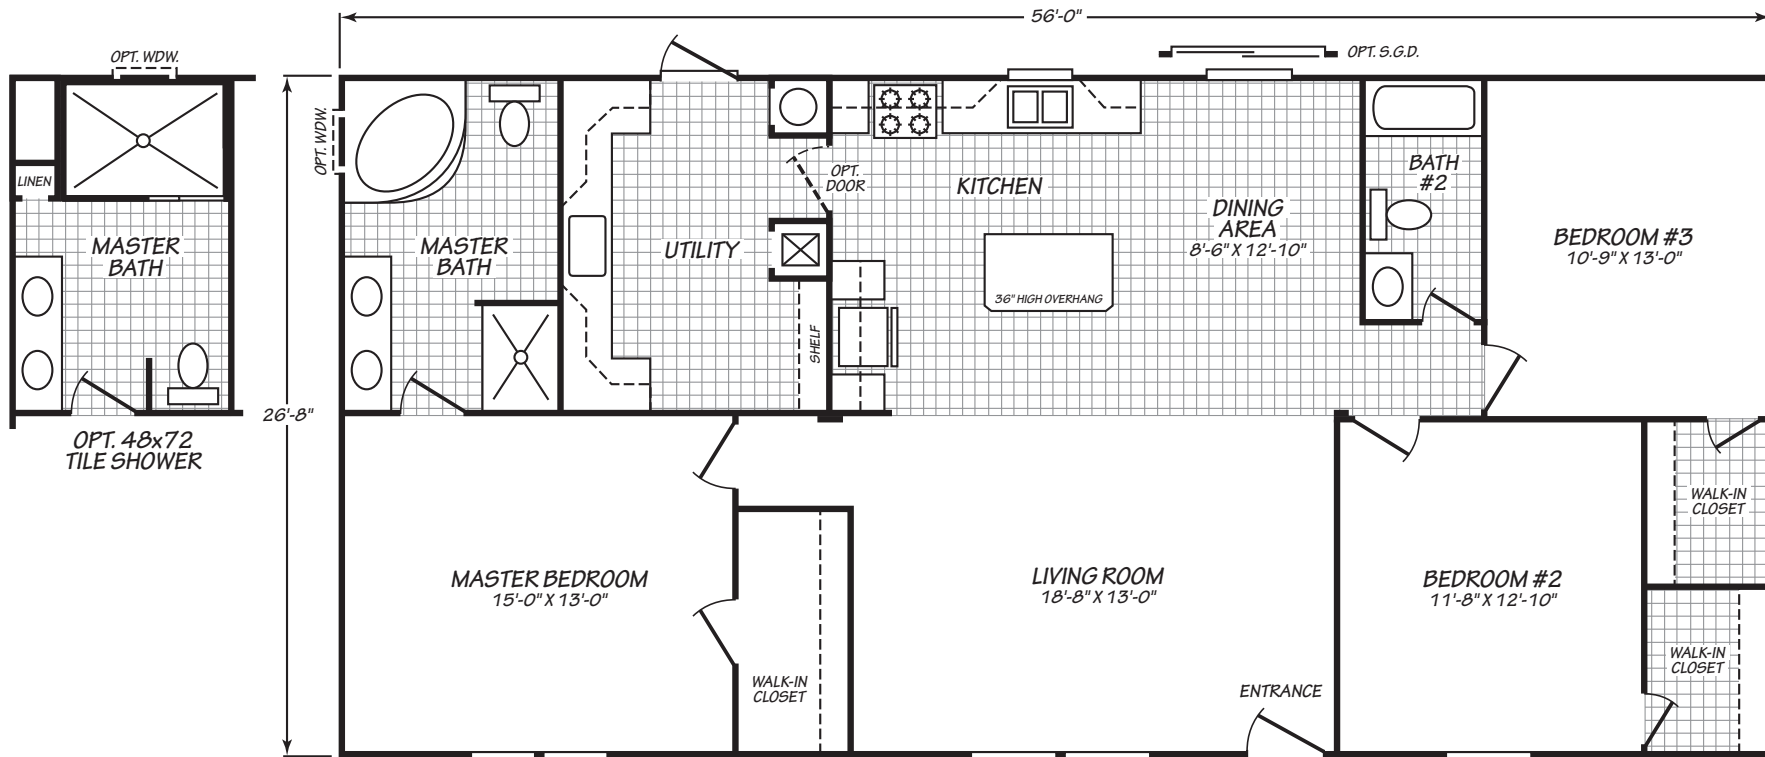 56'-0"
OPT. WDW.
OPT. S.G.D.
OPT. WDW.
LINEN
MASTER
BATH
OPT. 48x72
TILE SHOWER
26'-8"
MASTER
BATH
UTILITY
OPT.
DOOR
SHELF
KITCHEN
36" HIGH OVERHANG
DINING
AREA
8'-6" X 12'-10"
BATH
#2
BEDROOM #3
10'-9" X 13'-0"
MASTER BEDROOM
15'-0" X 13'-0"
WALK-IN
CLOSET
LIVING ROOM
18'-8" X 13'-0"
ENTRANCE
BEDROOM #2
11'-8" X 12'-10"
WALK-IN
CLOSET
WALK-IN
CLOSET